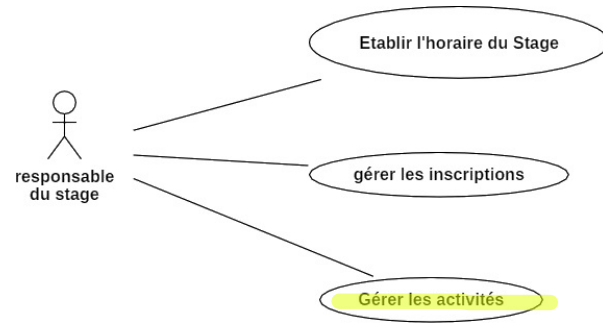 Etablir l'horaire du Stage
responsable
du stage
gérer les inscriptions
Gérer les activités